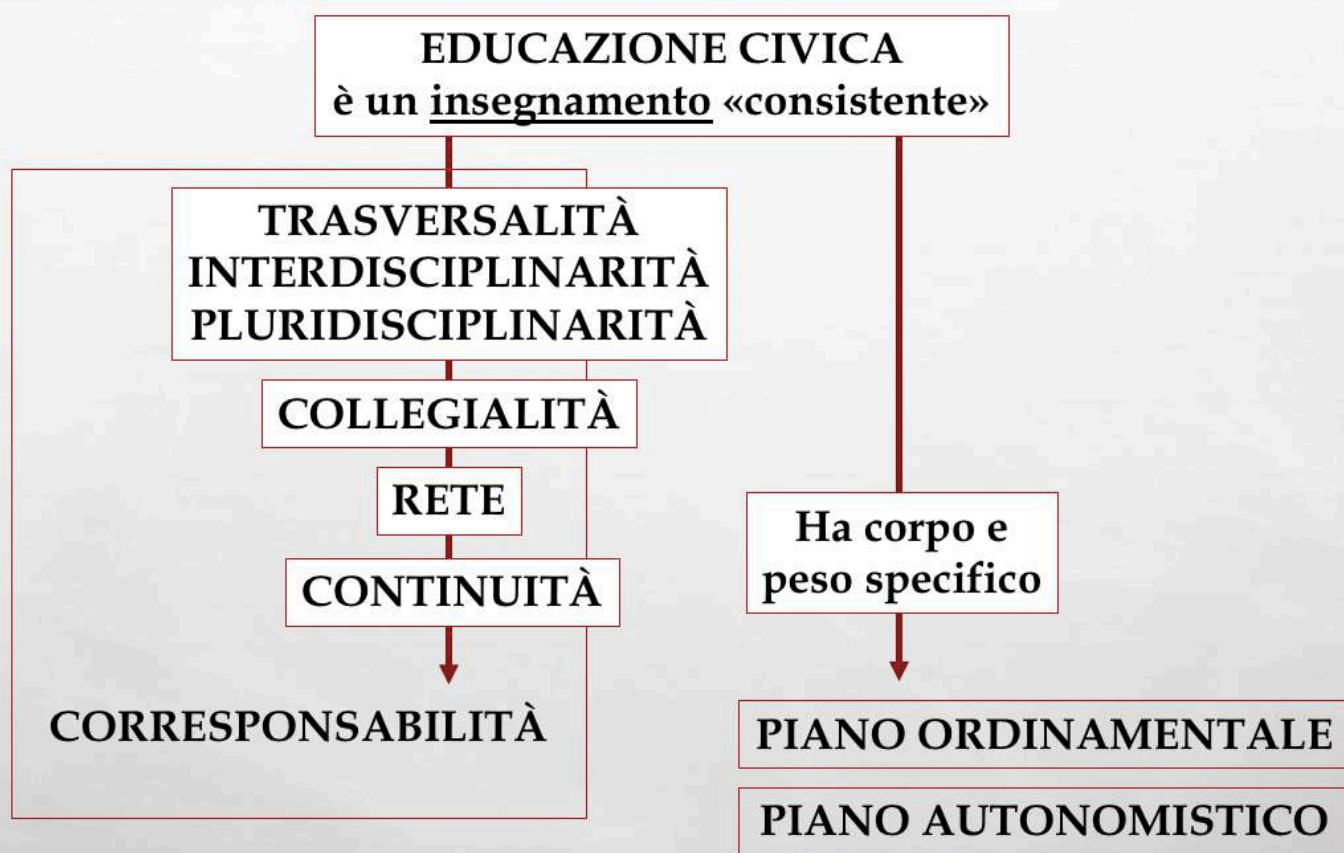 EDUCAZIONE CIVICA
è un insegnamento «consistente»
TRASVERSALITÀ
INTERDISCIPLINARITÀ
PLURIDISCIPLINARITÀ
COLLEGIALITÀ
RETE
CONTINUITÀ
CORRESPONSABILITÀ
Ha corpo e
peso specifico
PIANO ORDINAMENTALE
PIANO AUTONOMISTICO